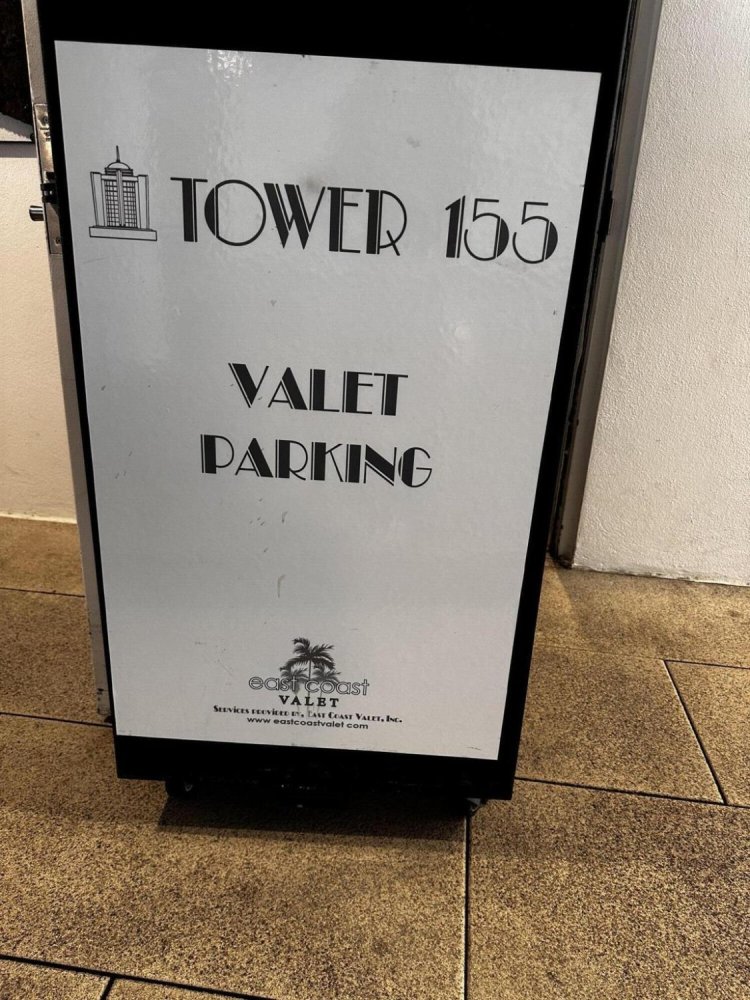 TOWER 155
VALET
PARKING
east coast
VALET
Services provided by, East Coast Valet, Inc.
www.eastcoastvalet.com